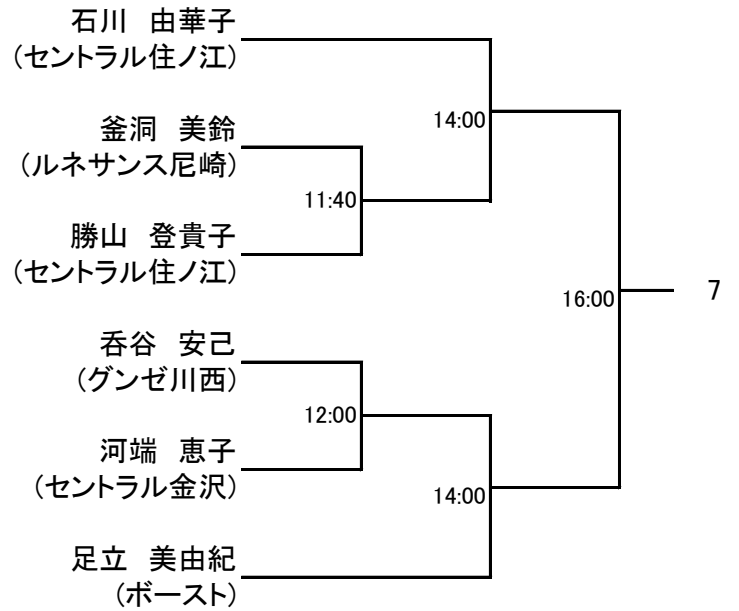 石川　由華子
(セントラル住ノ江)
14:00
釜洞　美鈴
(ルネサンス尼崎)
11:40
勝山　登貴子
(セントラル住ノ江)
16:00
7
呑谷　安己
(グンゼ川西)
12:00
河端　恵子
(セントラル金沢)
14:00
足立　美由紀
(ボースト)